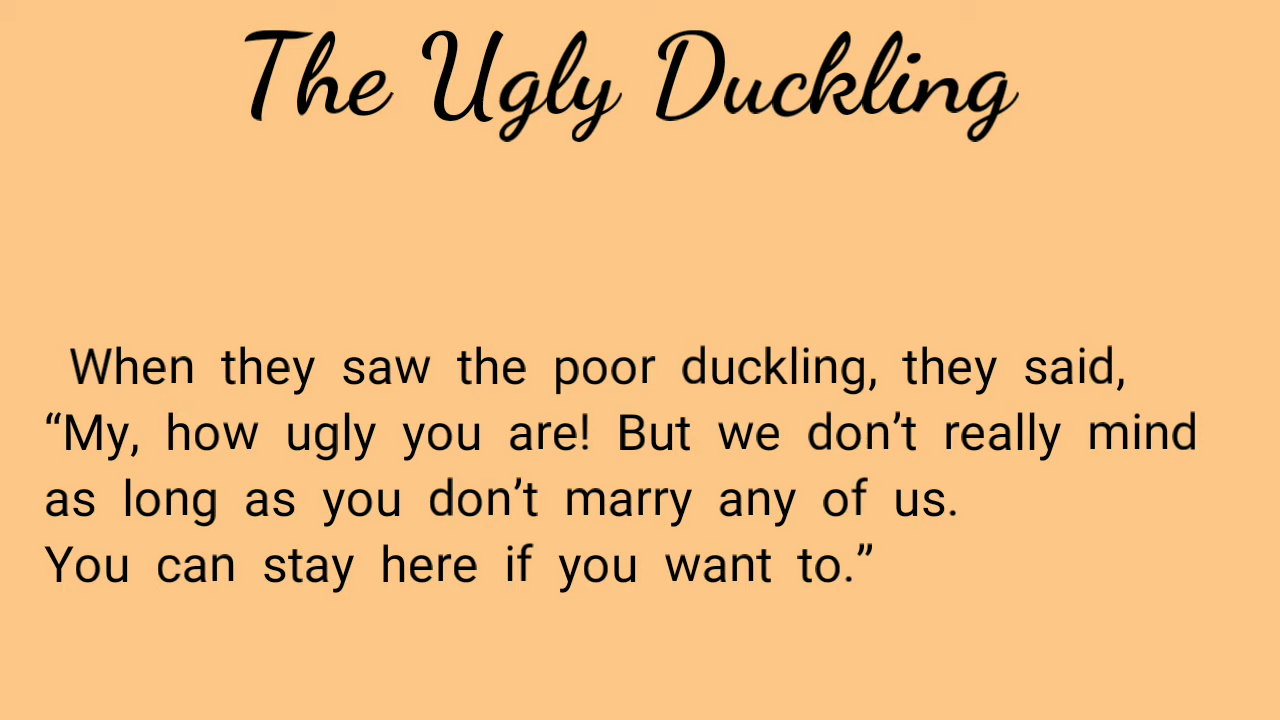 The Ugly Duckling
When they saw the poor duckling, they said,
“My, how ugly you are! But we don’t really mind
as long as you don’t marry any of us.
You can stay here if you want to.”